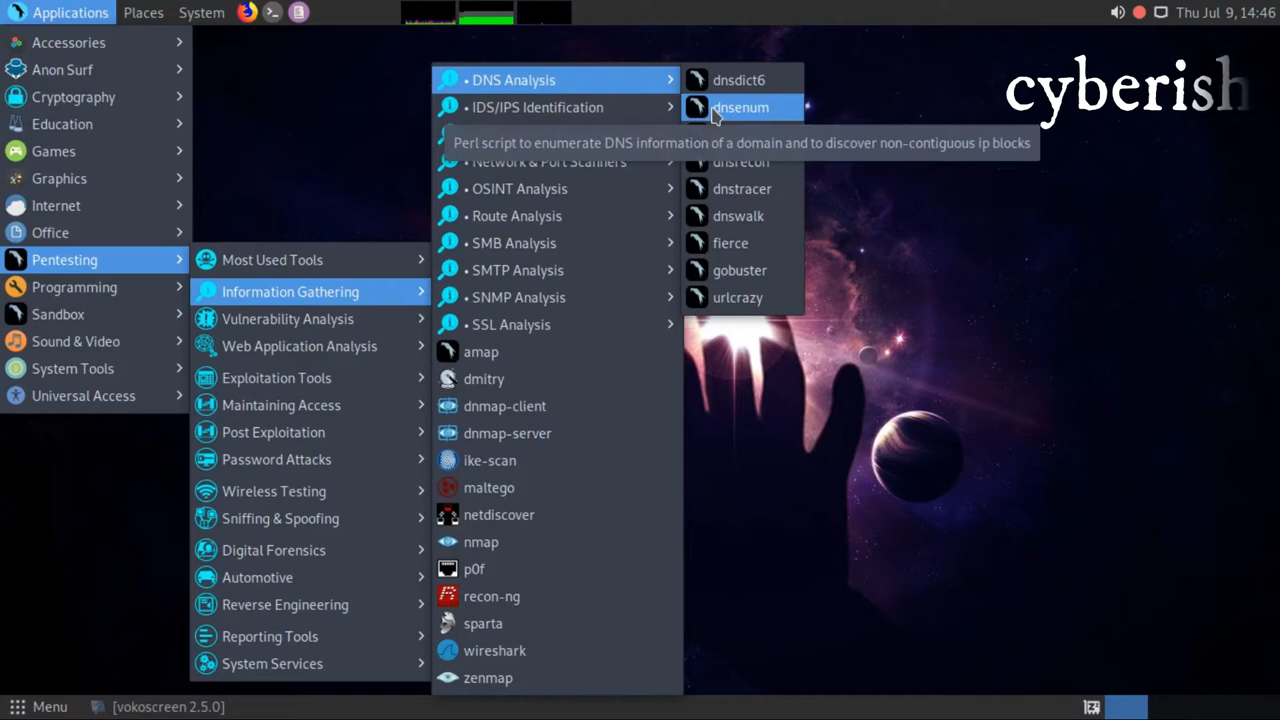 Applications Places System
Thu Jul 9, 14:46
cyberish
Accessories
Anon Surf
Cryptography
Education
Games
Graphics
Internet
Office
Pentesting
Programming
Sandbox
Sound & Video
System Tools
Universal Access
Most Used Tools
Information Gathering
Vulnerability Analysis
Web Application Analysis
Exploitation Tools
Maintaining Access
Post Exploitation
Password Attacks
Wireless Testing
Sniffing & Spoofing
Digital Forensics
Automotive
Reverse Engineering
Reporting Tools
System Services
• DNS Analysis
• IDS/IPS Identification
• Network & Port Scanners
• OSINT Analysis
• Route Analysis
• SMB Analysis
• SMTP Analysis
• SNMP Analysis
• SSL Analysis
amap
dmitry
dnmap-client
dnmap-server
ike-scan
maltego
netdiscover
nmap
p0f
recon-ng
sparta
wireshark
zenmap
dnsdict6
dnsenum
Perl script to enumerate DNS information of a domain and to discover non-contiguous ip blocks
dnsrecon
dnstracer
dnswalk
fierce
gobuster
urlcrazy
Menu [vokoscreen 2.5.0]